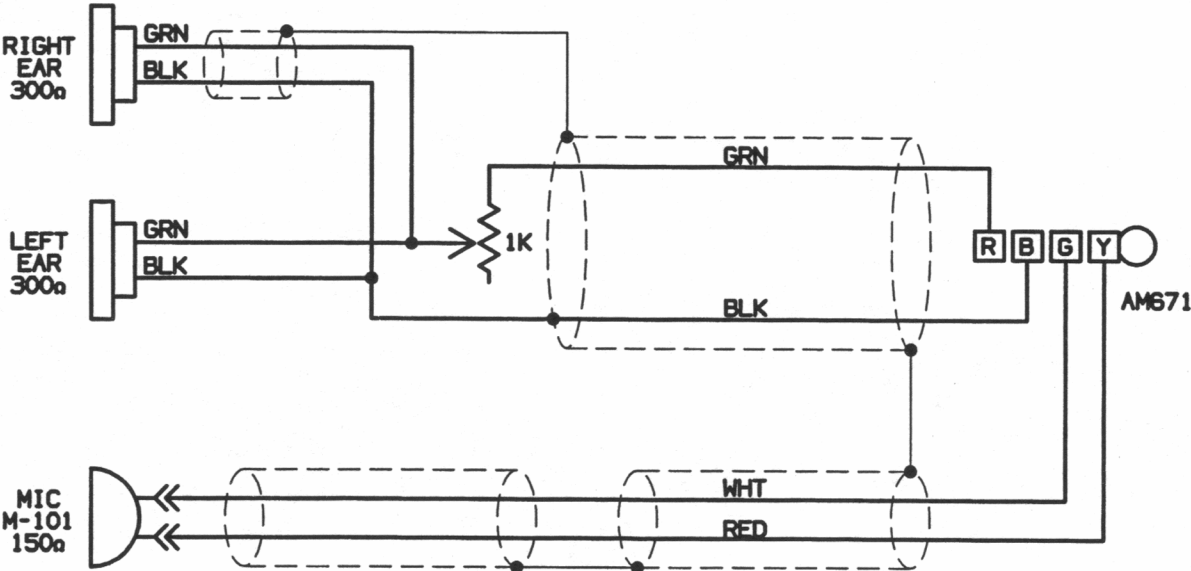 RIGHT
EAR
300Ω
GRN
BLK
LEFT
EAR
300Ω
GRN
BLK
1K
GRN
BLK
R B G Y
AM671
MIC
M-101
150Ω
WHT
RED